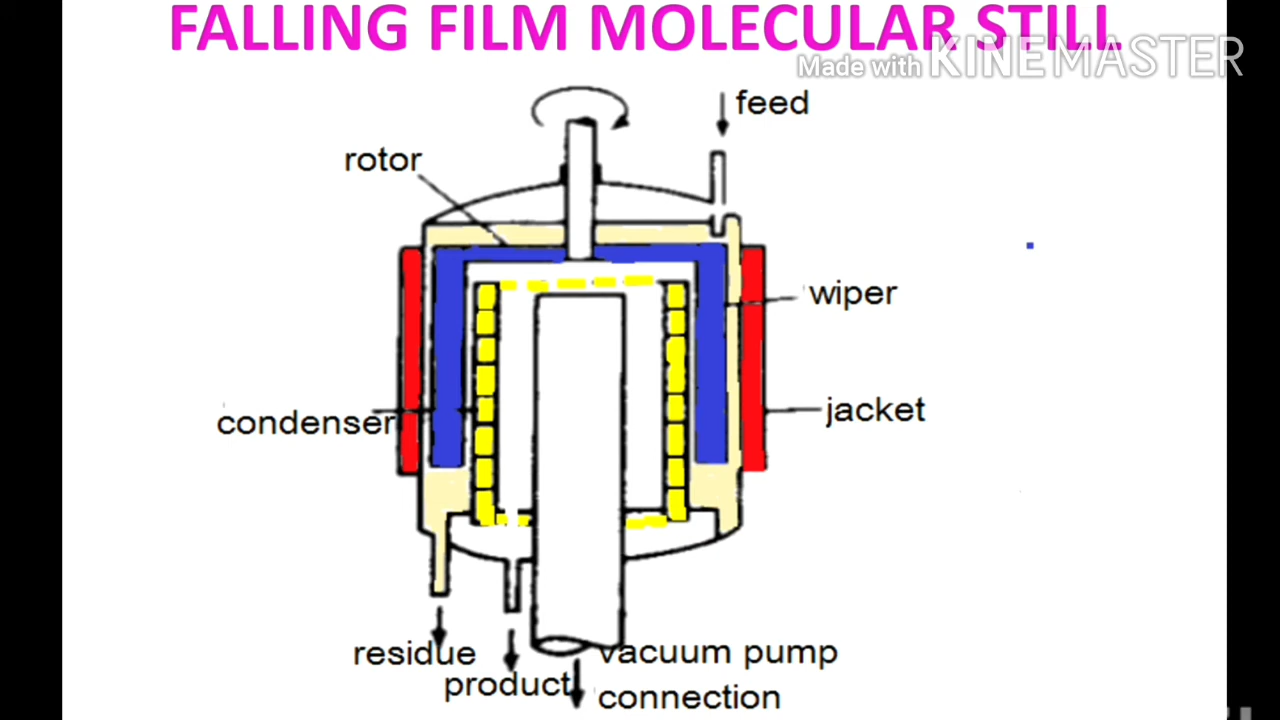 FALLING FILM MOLECULAR STILL
Made with KINEMASTER
feed
rotor
wiper
condenser
jacket
residue
product
vacuum pump
connection